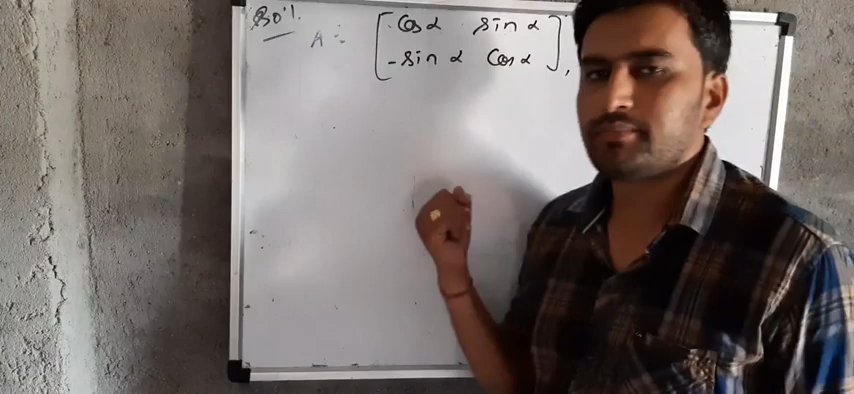 Sol.
A = [ cos α sin α
- sin α cos α ] ,